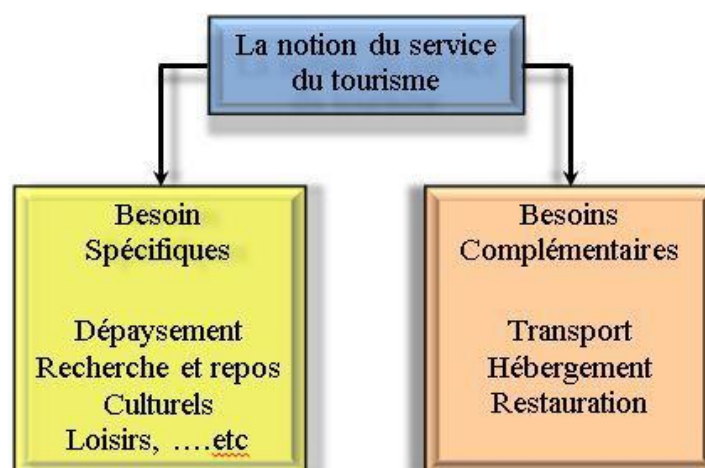 La notion du service
du tourisme
Besoin
Spécifiques
Dépaysement
Recherche et repos
Culturels
Loisirs, ….etc
Besoins
Complémentaires
Transport
Hébergement
Restauration